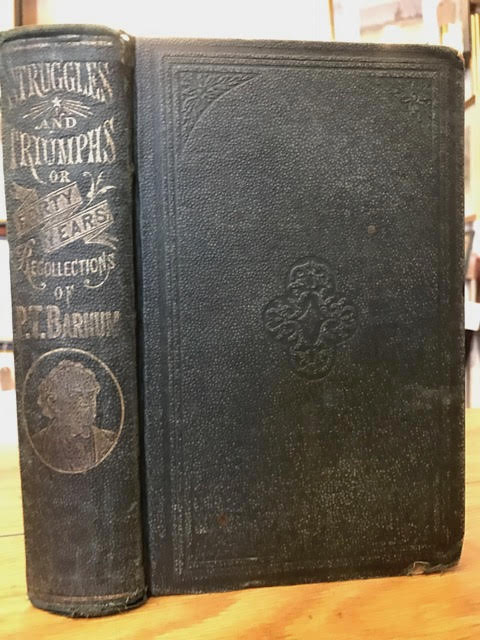 STRUGGLES
AND
TRIUMPHS
OR
FORTY
YEARS'
RECOLLECTIONS
OF
P.T. BARNUM